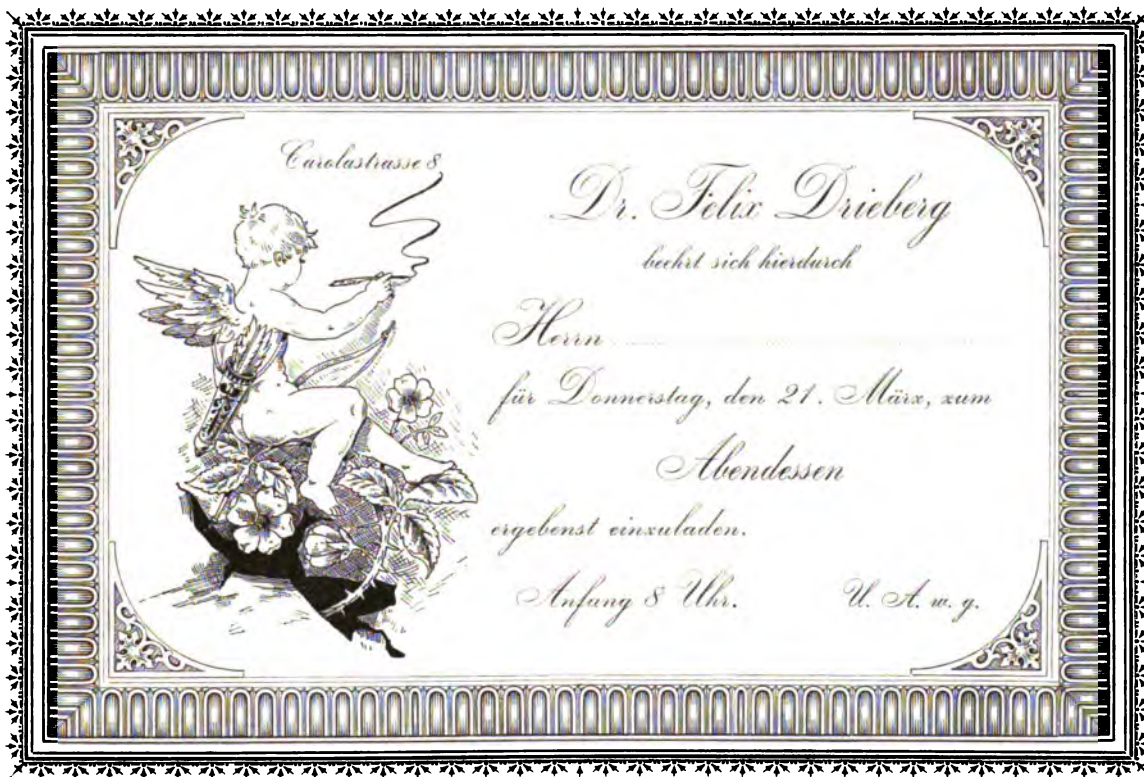 Carolastrasse 8
Dr. Felix Drieberg
beehrt sich hierdurch
Herrn
für Donnerstag, den 21. März, zum
Abendessen
ergebenst einzuladen.
Anfang 8 Uhr. U. A. w. g.